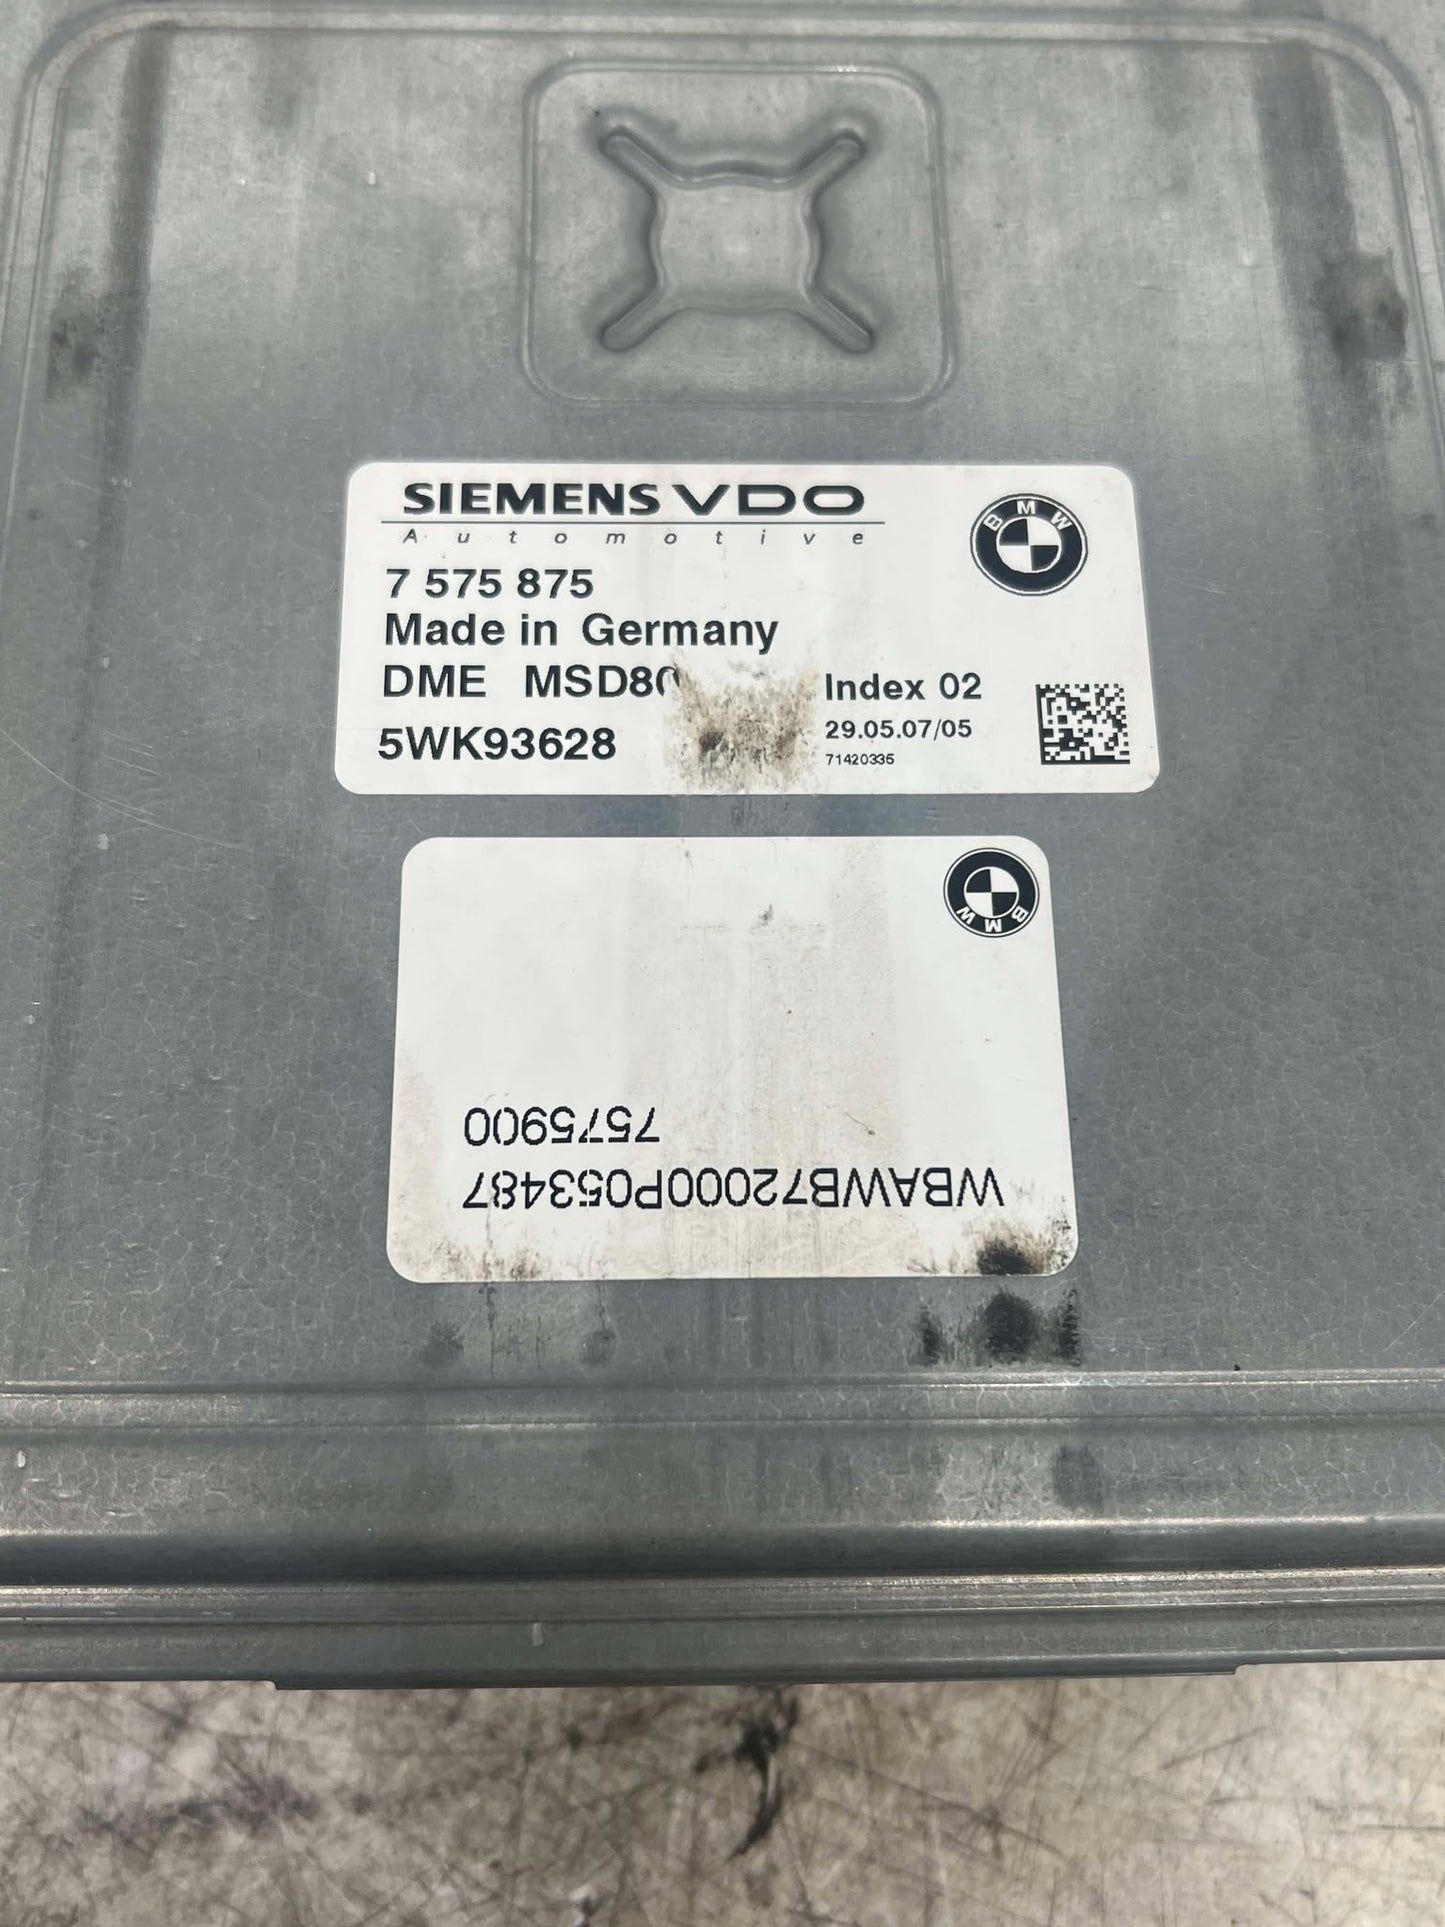 SIEMENS VDO
Automotive
BMW
7 575 875
Made in Germany
DME MSD80
Index 02
5WK93628
29.05.07/05
71420335
BMW
WBAWB72000P053487
7575900